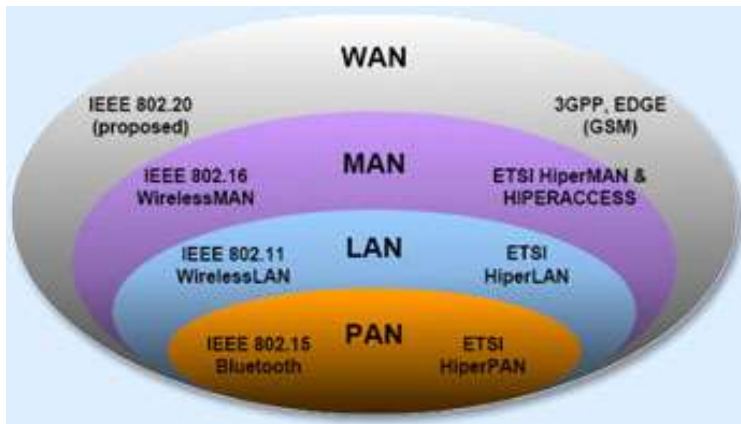 WAN
IEEE 802.20
(proposed)
3GPP, EDGE
(GSM)
MAN
IEEE 802.16
WirelessMAN
ETSI HiperMAN &
HIPERACCESS
LAN
IEEE 802.11
WirelessLAN
ETSI
HiperLAN
PAN
IEEE 802.15
Bluetooth
ETSI
HiperPAN